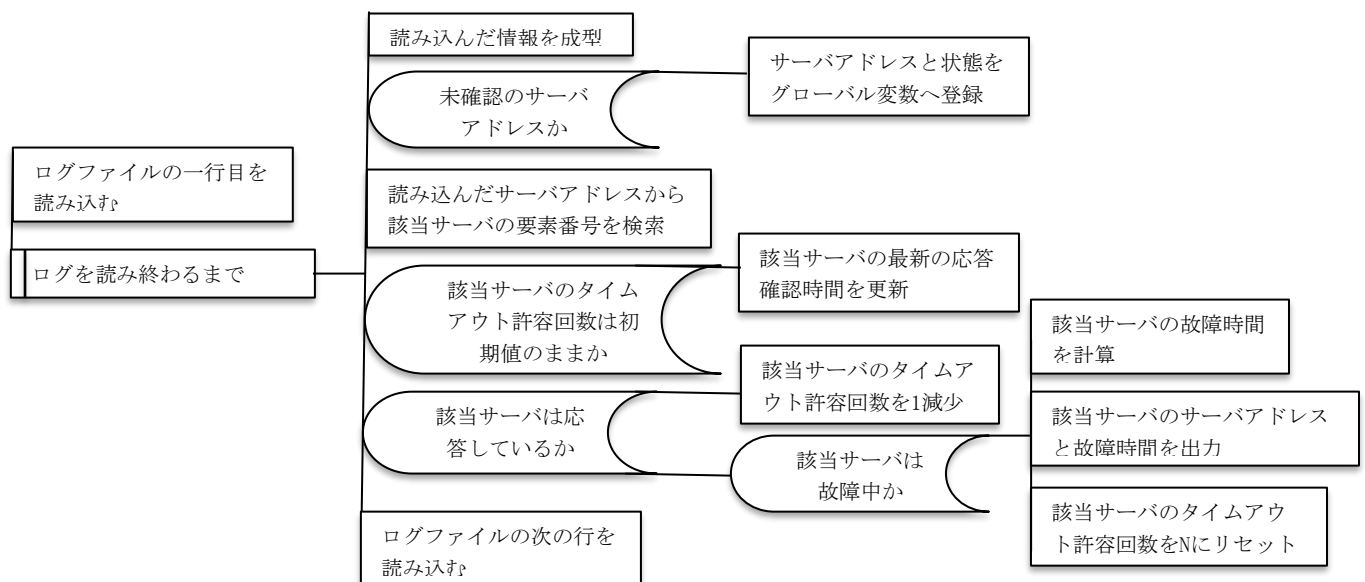 ログファイルの一行目を
読み込む
ログを読み終わるまで
読み込んだ情報を成型
未確認のサーバ
アドレスか
サーバアドレスと状態を
グローバル変数へ登録
読み込んだサーバアドレスから
該当サーバの要素番号を検索
該当サーバのタイム
アウト許容回数は初
期値のままか
該当サーバの最新の応答
確認時間を更新
該当サーバは応
答しているか
該当サーバのタイムア
ウト許容回数を1減少
該当サーバは
故障中か
該当サーバの故障時間
を計算
該当サーバのサーバアドレス
と故障時間を出力
該当サーバのタイムアウ
ト許容回数をNにリセット
ログファイルの次の行を
読み込む